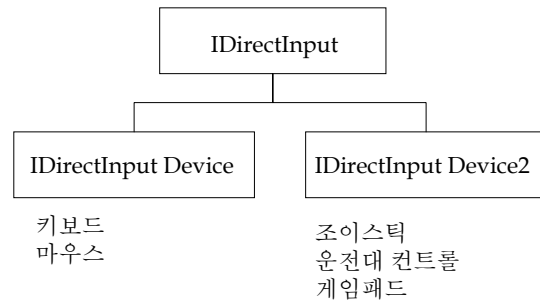 IDirectInput
IDirectInput Device
IDirectInput Device2
키보드
마우스
조이스틱
운전대 컨트롤
게임패드